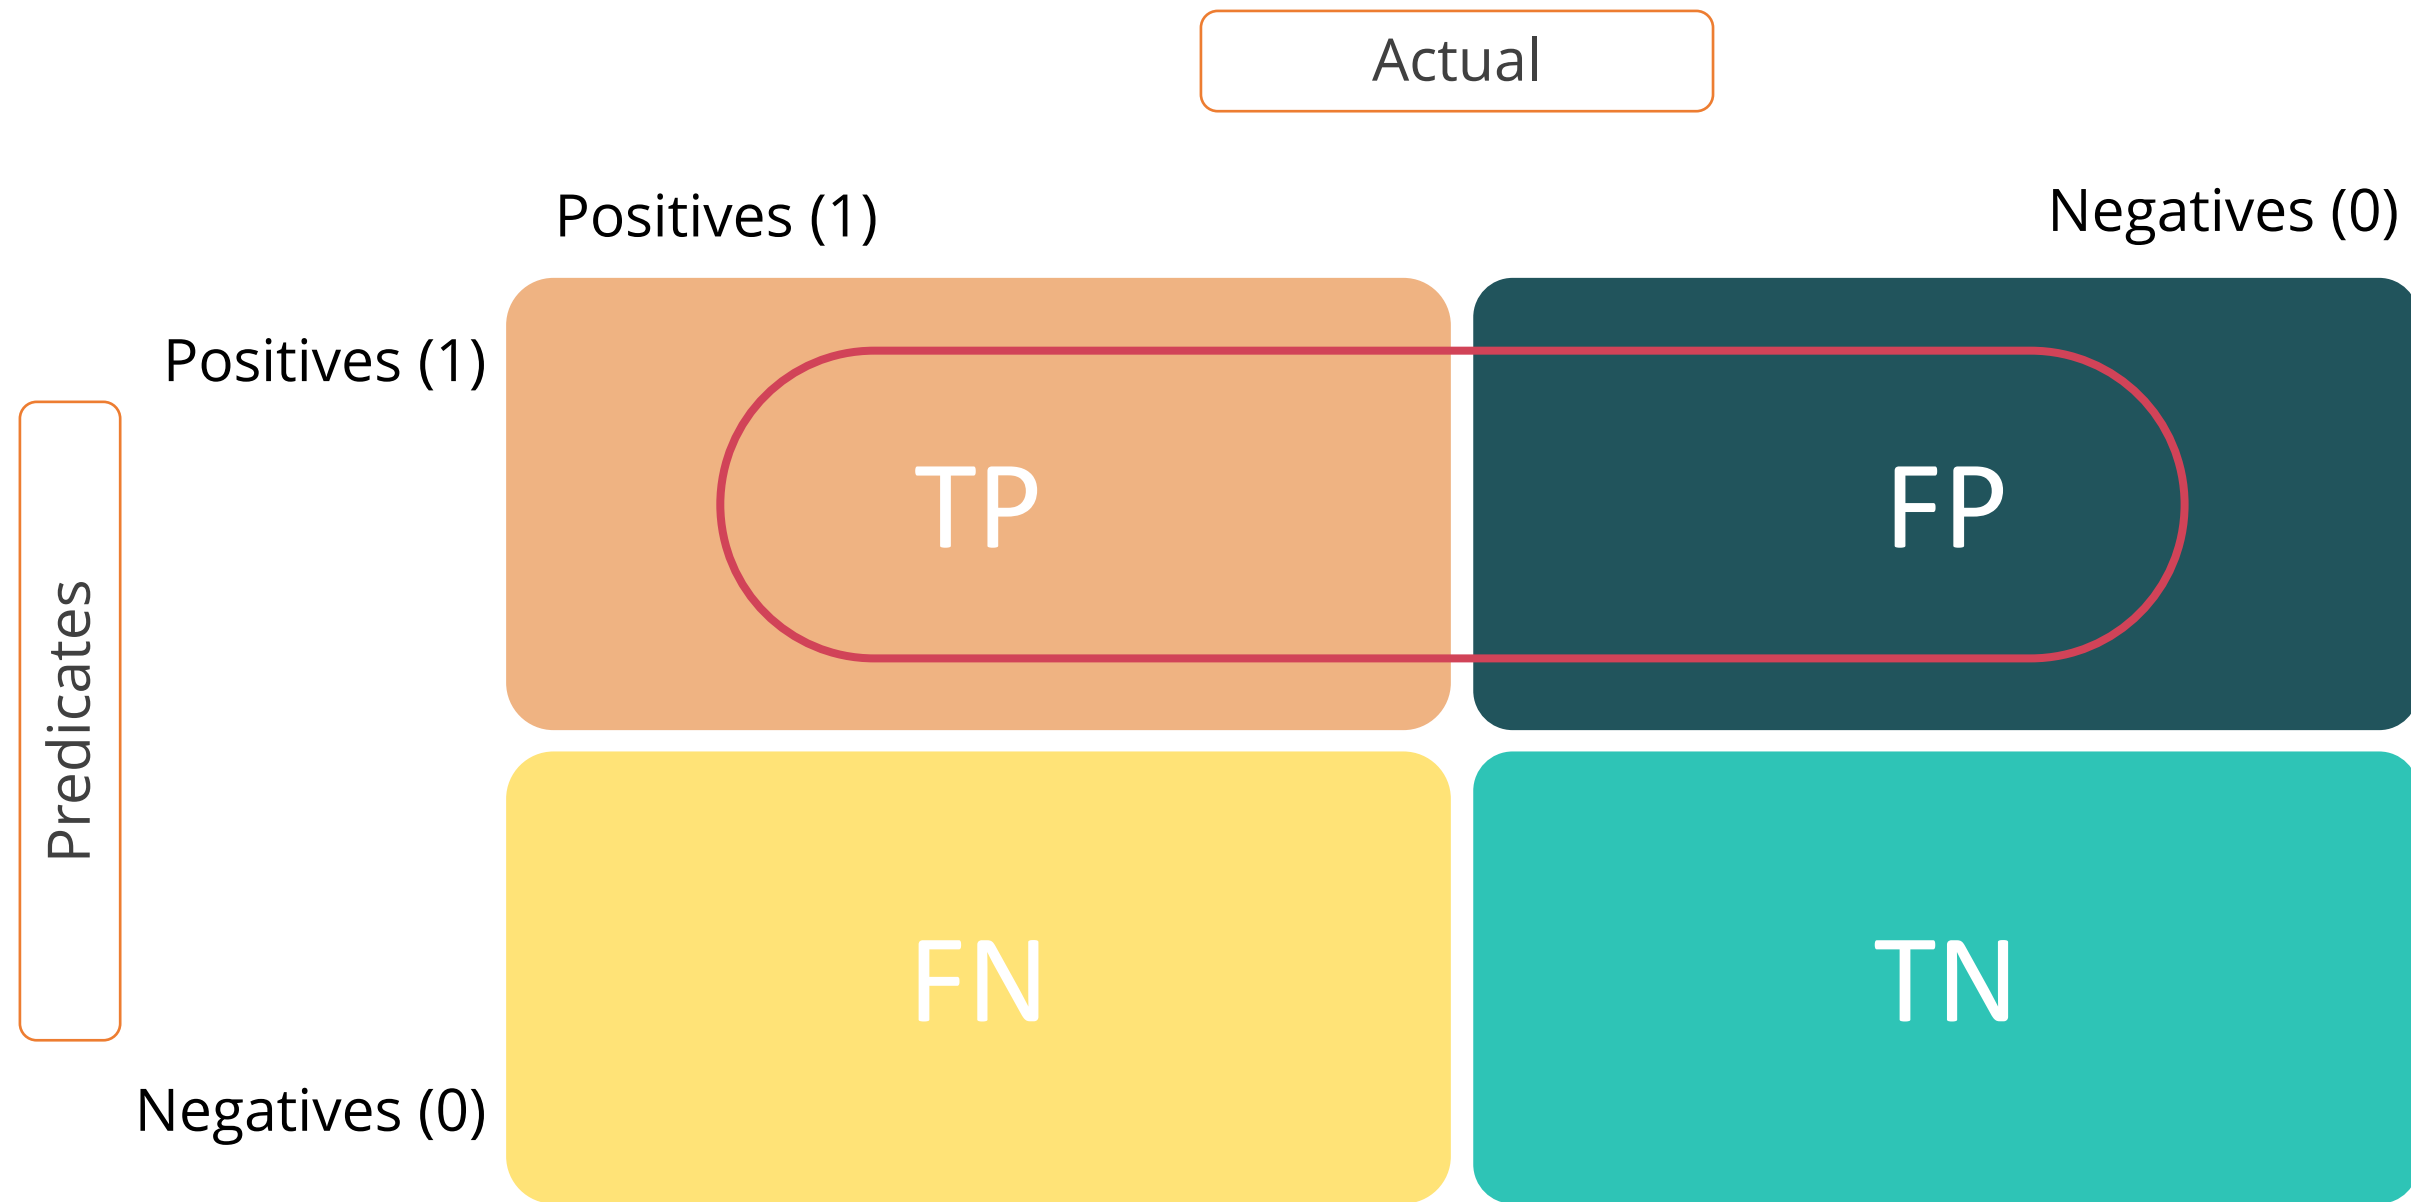 Actual
Positives (1)
Negatives (0)
Positives (1)
Predicates
TP
FP
FN
TN
Negatives (0)